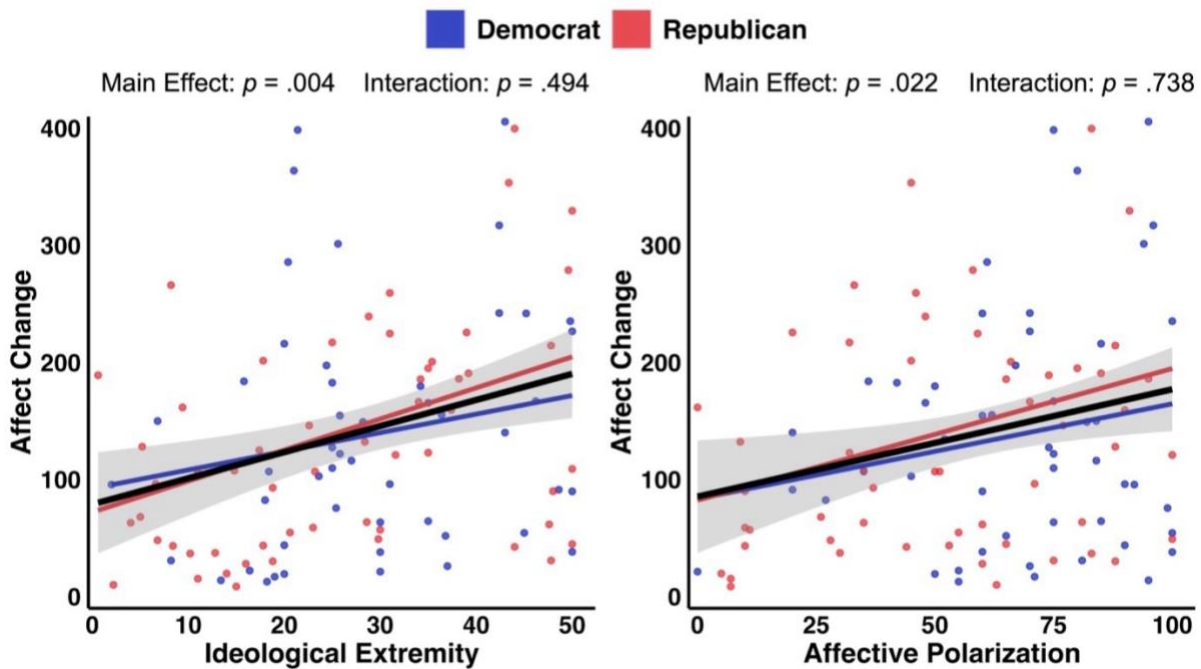 Democrat Republican
Main Effect: p = .004 Interaction: p = .494
400
300
200
100
0
Affect Change
0 10 20 30 40 50
Ideological Extremity
Main Effect: p = .022 Interaction: p = .738
400
300
200
100
0
Affect Change
0 25 50 75 100
Affective Polarization